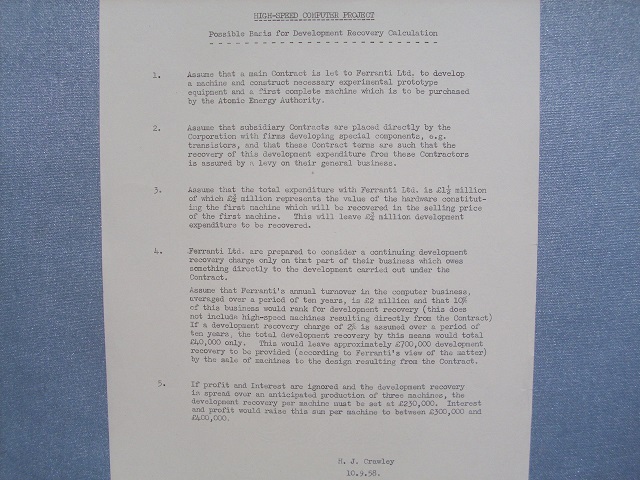 HIGH-SPEED COMPUTER PROJECT
Possible Basis for Development Recovery Calculation
1. Assume that a main Contract is let to Ferranti Ltd. to develop
a machine and construct necessary experimental prototype
equipment and a first complete machine which is to be purchased
by the Atomic Energy Authority.
2. Assume that subsidiary Contracts are placed directly by the
Corporation with firms developing special components, e.g.
transistors, and that these Contract terms are such that the
recovery of this development expenditure from these Contractors
is assured by a levy on their general business.
3. Assume that the total expenditure with Ferranti Ltd. is £1½ million
of which million represents the value of the hardware constitut-
ing the first machine which will be recovered in the selling price
of the first machine. This will leave million development
expenditure to be recovered.
4. Ferranti Ltd. are prepared to consider a continuing development
recovery charge only on that part of their business which owes
something directly to the development carried out under the
Contract.
Assume that Ferranti's annual turnover in the computer business,
averaged over a period of ten years, is £2 million and that 10%
of this business would rank for development recovery (this does
not include high-speed machines resulting directly from the Contract)
If a development recovery charge of 2% is assumed over a period of
ten years, the total development recovery by this means would total
£40,000 only. This would leave approximately £700,000 development
recovery to be provided (according to Ferranti's view of the matter)
by the sale of machines to the design resulting from the Contract.
5. If profit and Interest are ignored and the development recovery
is spread over an anticipated production of three machines, the
development recovery per machine must be set at £230,000. Interest
and profit would raise this sum per machine to between £300,000 and
£400,000.
H. J. Crawley
10.9.58.